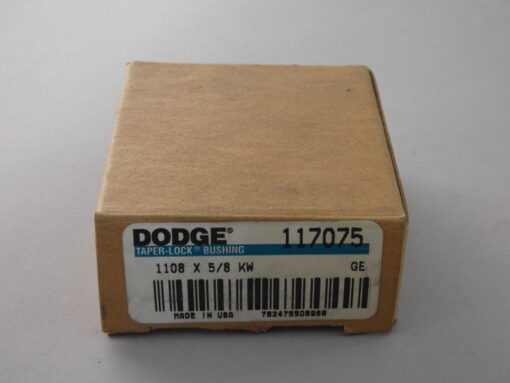 DODGE® 117075
TAPER-LOCK® BUSHING
1108 X 5/8 KW GE
MADE IN USA